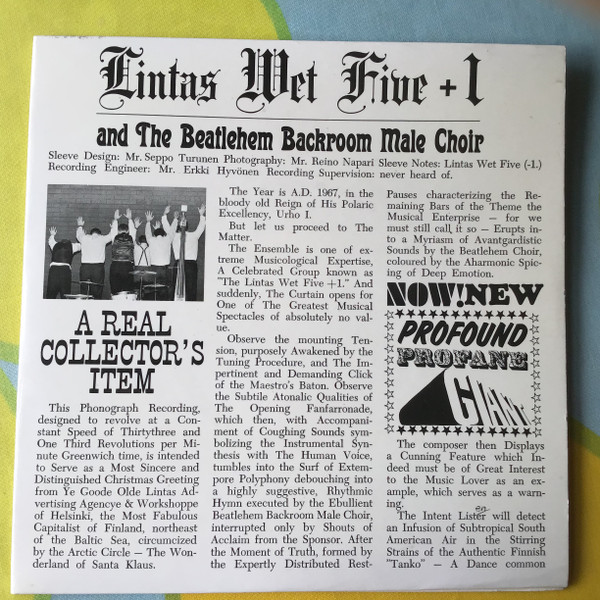 Lintas Wet Five + 1
and The Beatlehem Backroom Male Choir
Sleeve Design: Mr. Seppo Turunen Photography: Mr. Reino Napari Sleeve Notes: Lintas Wet Five (-1.)
Recording Engineer: Mr. Erkki Hyvönen Recording Supervision: never heard of.
A REAL
COLLECTOR'S
ITEM
This Phonograph Recording,
designed to revolve at a Con-
stant Speed of Thirtythree and
One Third Revolutions per Mi-
nute Greenwich time, is intended
to Serve as a Most Sincere and
Distinguished Christmas Greeting
from Ye Goode Olde Lintas Ad-
vertising Agencye & Workshoppe
of Helsinki, the Most Fabulous
Capitalist of Finland, northeast
of the Baltic Sea, circumcized
by the Arctic Circle — The Won-
derland of Santa Klaus.
The Year is A.D. 1967, in the
bloody old Reign of His Polaric
Excellency, Urho I.
But let us proceed to The
Matter.
The Ensemble is one of ex-
treme Musicological Expertise,
A Celebrated Group known as
"The Lintas Wet Five +1." And
suddenly, The Curtain opens for
One of The Greatest Musical
Spectacles of absolutely no val-
ue.
Observe the mounting Ten-
sion, purposely Awakened by the
Tuning Procedure, and The Im-
pertinent and Demanding Click
of the Maestro's Baton. Observe
the Subtile Atonalic Qualities of
The Opening Fanfarronade,
which then, with Accompani-
ment of Coughing Sounds sym-
bolizing the Instrumental Syn-
thesis with The Human Voice,
tumbles into the Surf of Extem-
pore Polyphony debouching into
a highly suggestive, Rhythmic
Hymn executed by the Ebullient
Beatlehem Backroom Male Choir,
interrupted only by Shouts of
Acclaim from the Sponsor. After
the Moment of Truth, formed by
the Expertly Distributed Rest-
Pauses characterizing the Re-
maining Bars of the Theme the
Musical Enterprise — for we
must still call it so — Erupts in-
to a Myriasm of Avantgardistic
Sounds by the Beatlehem Choir,
coloured by the Aharmonic Spic-
ing of Deep Emotion.
NOW! NEW
PROFOUND
PROFANE
GIANT
The composer then Displays
a Cunning Feature which In-
deed must be of Great Interest
to the Music Lover as an ex-
ample, which serves as a warn-
ing.
en
The Intent Lister will detect
an Infusion of Subtropical South
American Air in the Stirring
Strains of the Authentic Finnish
"Tanko" — A Dance common